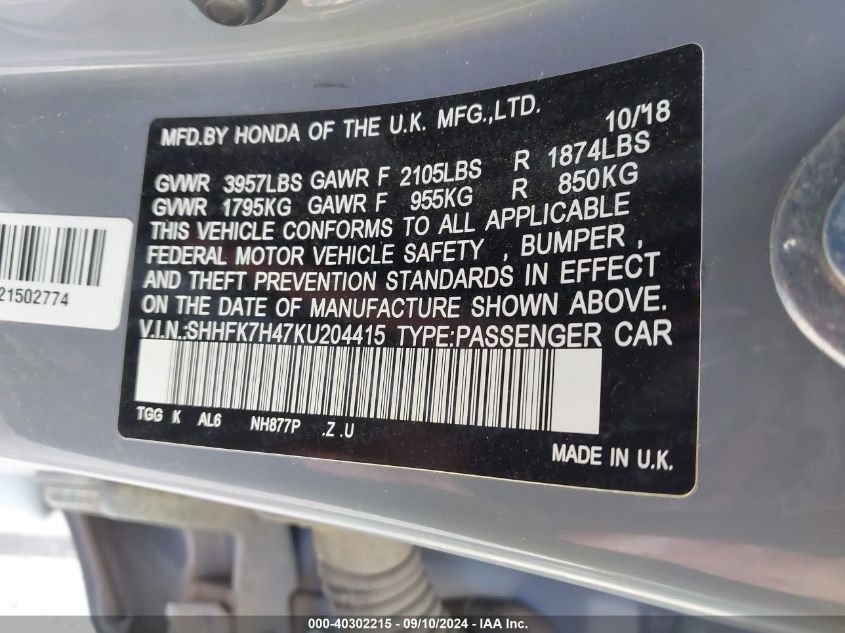 MFD.BY HONDA OF THE U.K. MFG.,LTD. 10/18
GVWR 3957LBS GAWR F 2105LBS R 1874LBS
GVWR 1795KG GAWR F 955KG R 850KG
THIS VEHICLE CONFORMS TO ALL APPLICABLE
FEDERAL MOTOR VEHICLE SAFETY , BUMPER ,
AND THEFT PREVENTION STANDARDS IN EFFECT
ON THE DATE OF MANUFACTURE SHOWN ABOVE.
V.I.N.:SHHFK7H47KU204415 TYPE:PASSENGER CAR
TGG K AL6 NH877P .Z .U
MADE IN U.K.
21502774
000-40302215 - 09/10/2024 - © IAA Inc.